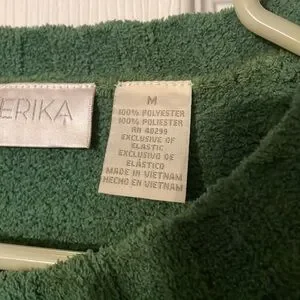 ERIKA
M
100% POLYESTER
100% POLIESTER
RN 40299
EXCLUSIVE OF
ELASTIC
EXCLUSIVO DE
ELÁSTICO
MADE IN VIETNAM
HECHO EN VIETNAM